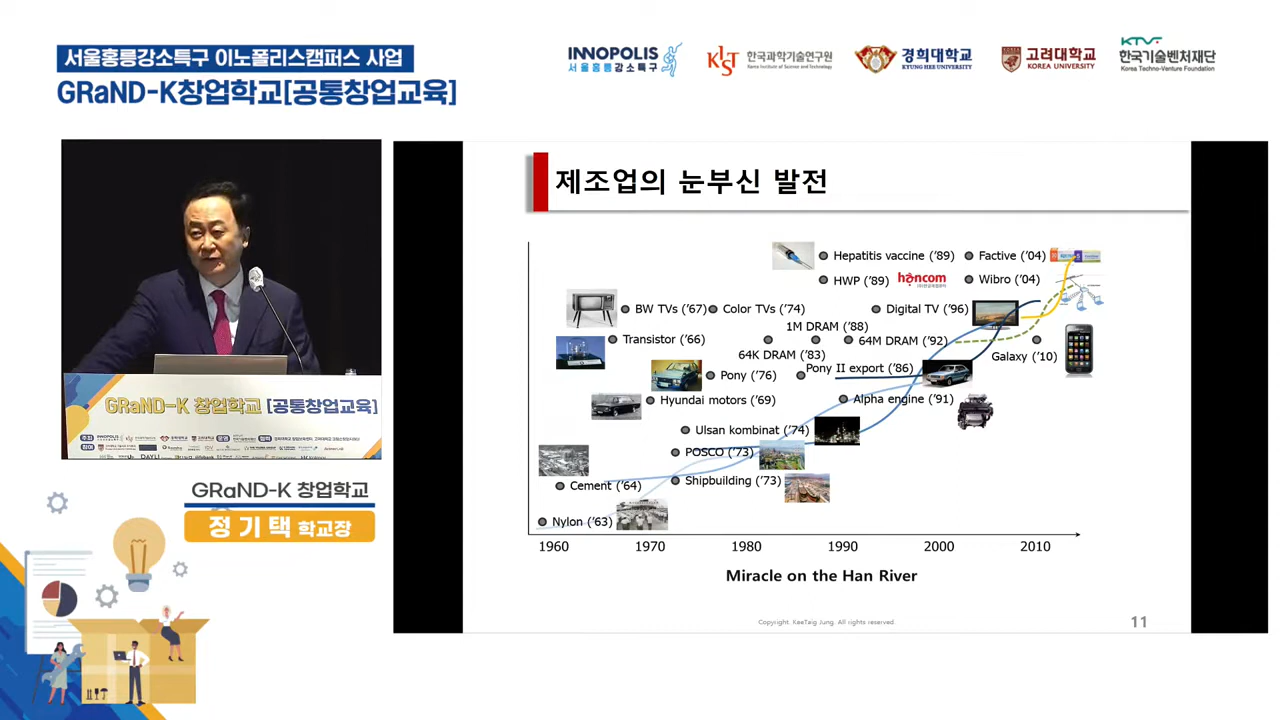 서울홍릉강소특구 이노폴리스캠퍼스 사업
GRaND-K창업학교[공통창업교육]
INNOPOLIS
서울홍릉강소특구
KIST 한국과학기술연구원
Korea Institute of Science and Technology
경희대학교
KYUNG HEE UNIVERSITY
고려대학교
KOREA UNIVERSITY
KTVF
한국기술벤처재단
Korea Techno-Venture Foundation
제조업의 눈부신 발전
Hepatitis vaccine (’89)
Factive (’04)
HWP (’89)
hancom
Wibro (’04)
BW TVs (’67)
Color TVs (’74)
Digital TV (’96)
1M DRAM (’88)
Transistor (’66)
64M DRAM (’92)
64K DRAM (’83)
Galaxy (’10)
Pony (’76)
Pony II export (’86)
Hyundai motors (’69)
Alpha engine (’91)
Ulsan kombinat (’74)
POSCO (’73)
Cement (’64)
Shipbuilding (’73)
Nylon (’63)
1960 1970 1980 1990 2000 2010
Miracle on the Han River
Copyright. KeeTaig Jung. All rights reserved.
11
GRaND-K 창업학교 [공통창업교육]
GRaND-K 창업학교
정기택 학교장